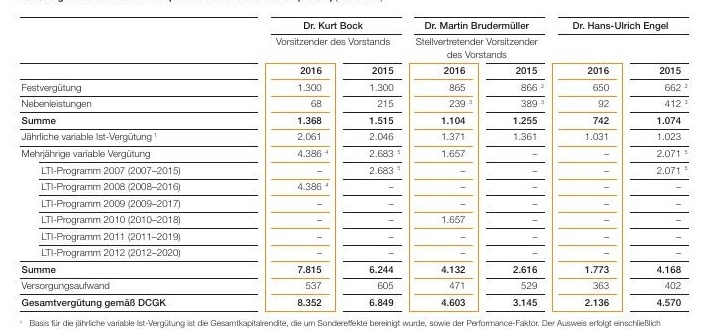 Dr. Kurt Bock Dr. Martin Brudermüller Dr. Hans-Ulrich Engel
Vorsitzender des Vorstands Stellvertretender Vorsitzender
des Vorstands
2016 2015 2016 2015 2016 2015
Festvergütung 1.300 1.300 865 866 ² 650 662 ²
Nebenleistungen 68 215 239 ³ 389 ³ 92 412 ³
Summe 1.368 1.515 1.104 1.255 742 1.074
Jährliche variable Ist-Vergütung ¹ 2.061 2.046 1.371 1.361 1.031 1.023
Mehrjährige variable Vergütung 4.386 ⁴ 2.683 ⁵ 1.657 – – 2.071 ⁵
LTI-Programm 2007 (2007–2015) – 2.683 ⁵ – – – 2.071 ⁵
LTI-Programm 2008 (2008–2016) 4.386 ⁴ – – – – –
LTI-Programm 2009 (2009–2017) – – – – – –
LTI-Programm 2010 (2010–2018) – – 1.657 – – –
LTI-Programm 2011 (2011–2019) – – – – – –
LTI-Programm 2012 (2012–2020) – – – – – –
Summe 7.815 6.244 4.132 2.616 1.773 4.168
Versorgungsaufwand 537 605 471 529 363 402
Gesamtvergütung gemäß DCGK 8.352 6.849 4.603 3.145 2.136 4.570
¹ Basis für die jährliche variable Ist-Vergütung ist die Gesamtkapitalrendite, die um Sondereffekte bereinigt wurde, sowie der Performance-Faktor. Der Ausweis erfolgt einschließlich